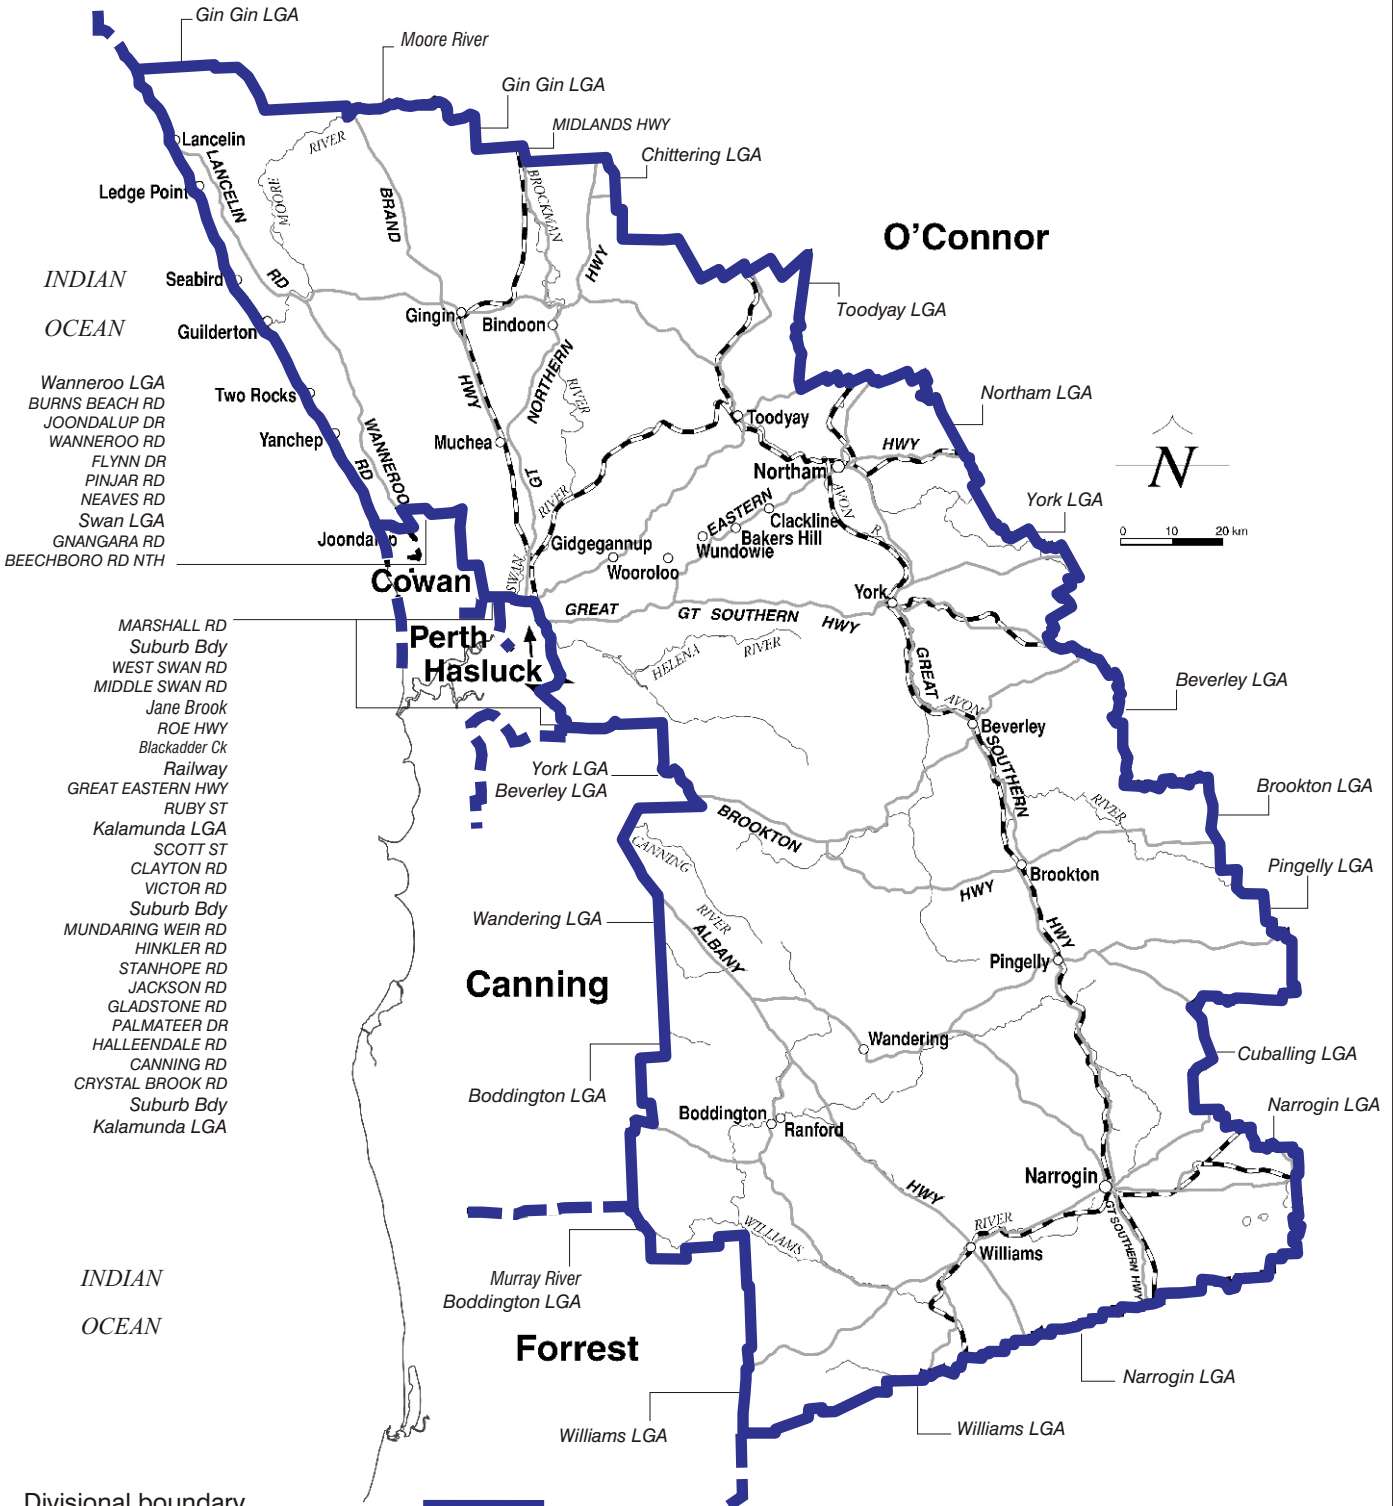 Gin Gin LGA
Moore River
Gin Gin LGA
MIDLANDS HWY
Chittering LGA
RIVER
Lancelin
LANCELIN
RD
MOORE
BRAND
HWY
BROCKMAN
HWY
Ledge Point
O'Connor
INDIAN
OCEAN
Seabird
Guilderton
Gingin
Bindoon
Toodyay LGA
NORTHERN
RIVER
Two Rocks
Yanchep
WANNEROO
RD
Muchea
GT
Toodyay
Northam LGA
HWY
Northam
N
0 10 20 km
York LGA
AVON
R
EASTERN
Clackline
Bakers Hill
Wundowie
Gidgegannup
Wooroloo
RIVER
SWAN
Joondalup
Cowan
Wanneroo LGA
BURNS BEACH RD
JOONDALUP DR
WANNEROO RD
FLYNN DR
PINJAR RD
NEAVES RD
Swan LGA
GNANGARA RD
BEECHBORO RD NTH
York
GREAT
GT SOUTHERN HWY
Perth
Hasluck
HELENA
RIVER
GREAT
AVON
Beverley LGA
Beverley
SOUTHERN
RIVER
MARSHALL RD
Suburb Bdy
WEST SWAN RD
MIDDLE SWAN RD
Jane Brook
ROE HWY
Blackadder Ck
Railway
GREAT EASTERN HWY
RUBY ST
Kalamunda LGA
SCOTT ST
CLAYTON RD
VICTOR RD
Suburb Bdy
MUNDARING WEIR RD
HINKLER RD
STANHOPE RD
JACKSON RD
GLADSTONE RD
PALMATEER DR
HALLEENDALE RD
CANNING RD
CRYSTAL BROOK RD
Suburb Bdy
Kalamunda LGA
York LGA
Beverley LGA
Brookton LGA
BROOKTON
HWY
CANNING
RIVER
Brookton
Pingelly LGA
Wandering LGA
ALBANY
HWY
Pingelly
Canning
Wandering
Cuballing LGA
Boddington LGA
Boddington
Ranford
Narrogin LGA
Narrogin
HWY
WILLIAMS
RIVER
Williams
GT SOUTHERN HWY
Murray River
Boddington LGA
INDIAN
OCEAN
Forrest
Narrogin LGA
Williams LGA
Williams LGA
Divisional boundary